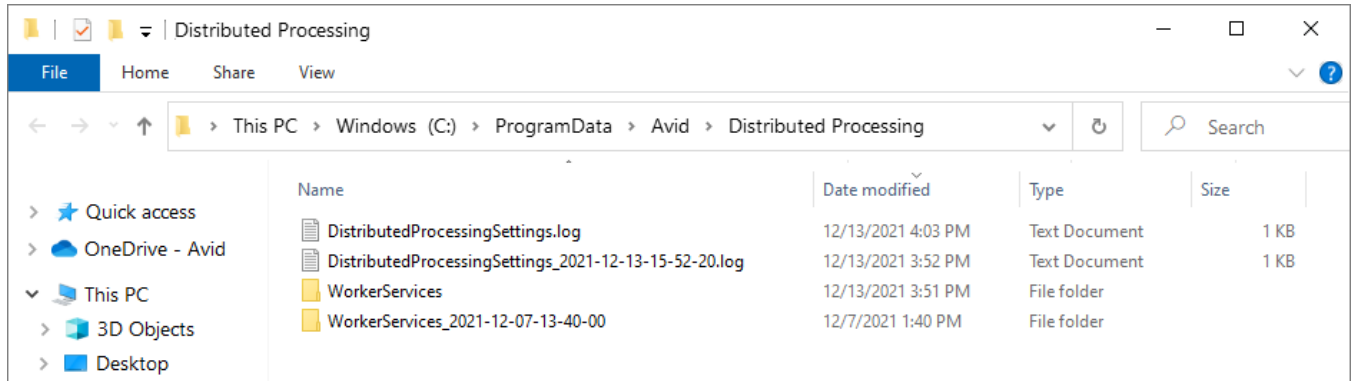 Distributed Processing
File Home Share View
This PC Windows (C:) ProgramData Avid Distributed Processing Search
Name Date modified Type Size
Quick access
DistributedProcessingSettings.log 12/13/2021 4:03 PM Text Document 1 KB
OneDrive - Avid
DistributedProcessingSettings_2021-12-13-15-52-20.log 12/13/2021 3:52 PM Text Document 1 KB
This PC
WorkerServices 12/13/2021 3:51 PM File folder
3D Objects
WorkerServices_2021-12-07-13-40-00 12/7/2021 1:40 PM File folder
Desktop